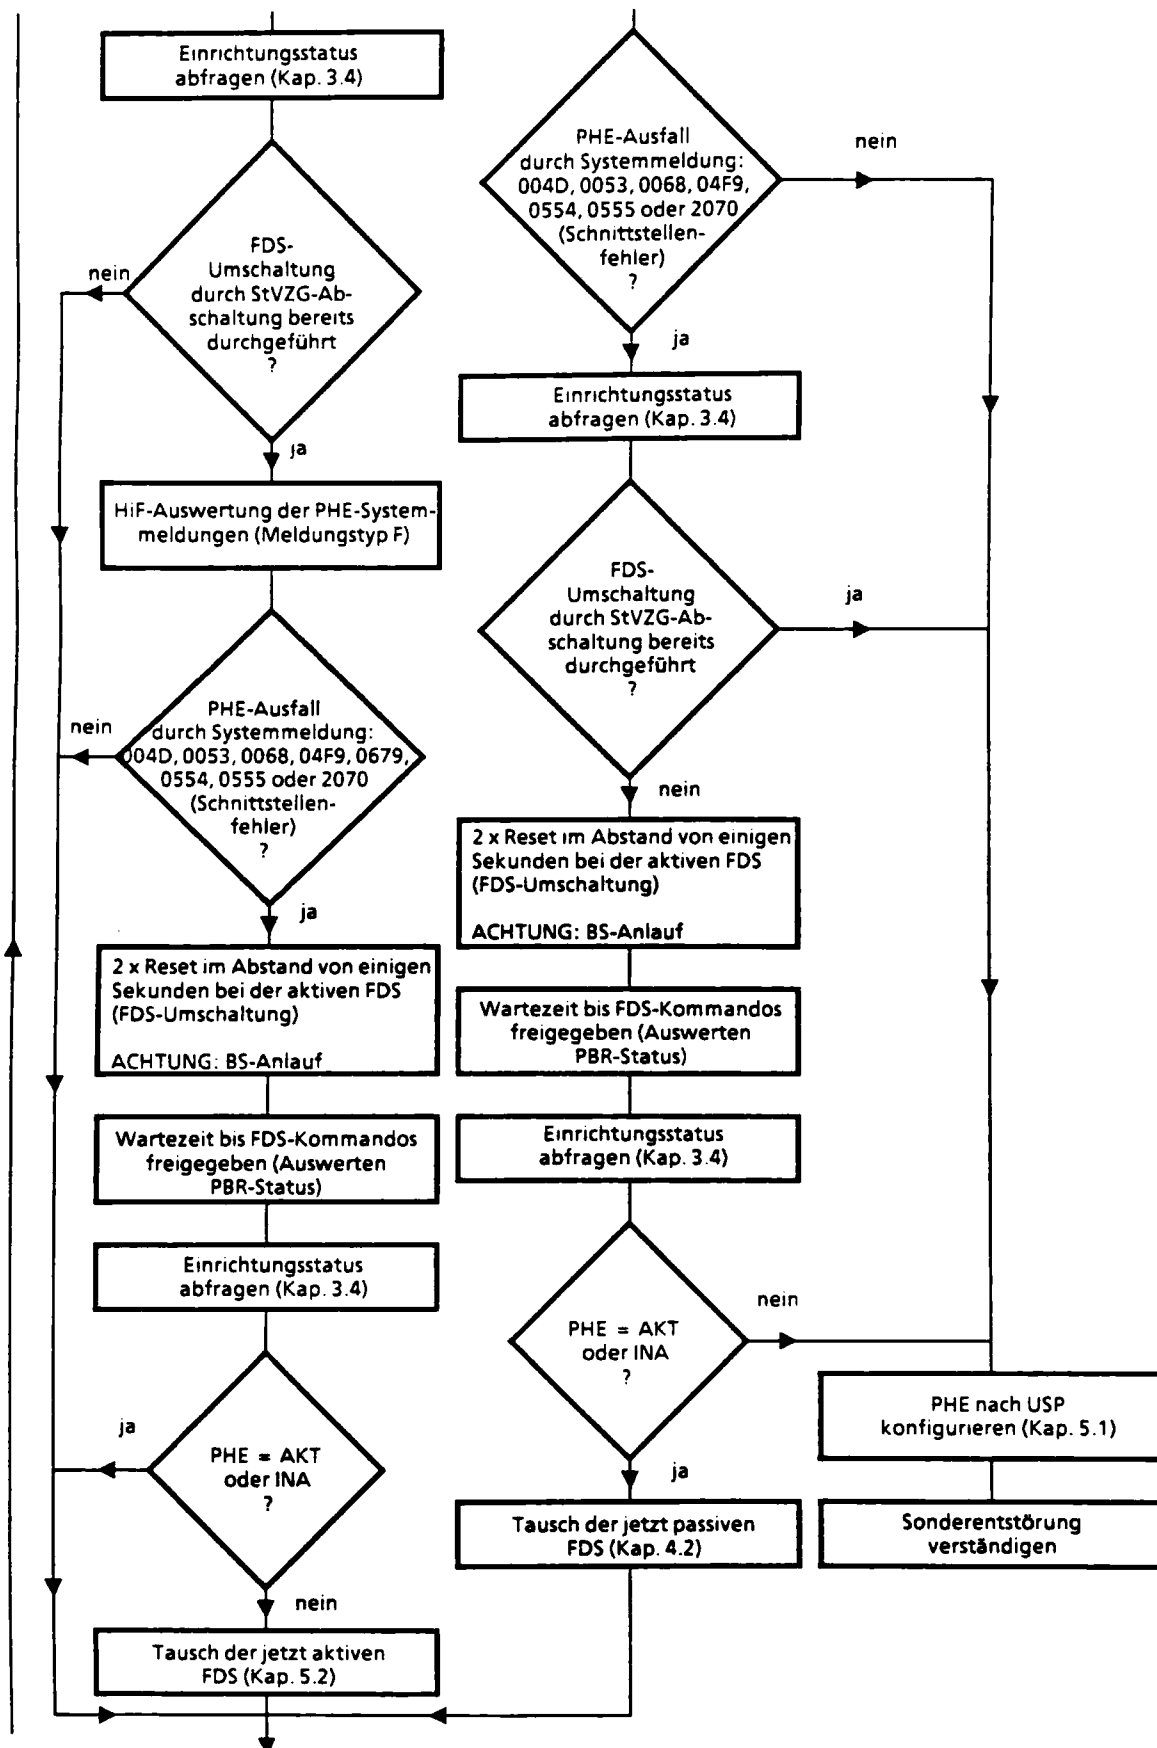 Einrichtungsstatus
abfragen (Kap. 3.4)
FDS-
Umschaltung
durch StVZG-Ab-
schaltung bereits
durchgeführt
?
nein
ja
HiF-Auswertung der PHE-System-
meldungen (Meldungstyp F)
PHE-Ausfall
durch Systemmeldung:
004D, 0053, 0068, 04F9, 0679,
0554, 0555 oder 2070
(Schnittstellen-
fehler)
?
nein
ja
2 x Reset im Abstand von einigen
Sekunden bei der aktiven FDS
(FDS-Umschaltung)
ACHTUNG: BS-Anlauf
Wartezeit bis FDS-Kommandos
freigegeben (Auswerten
PBR-Status)
Einrichtungsstatus
abfragen (Kap. 3.4)
PHE = AKT
oder INA
?
ja
nein
Tausch der jetzt aktiven
FDS (Kap. 5.2)
PHE-Ausfall
durch Systemmeldung:
004D, 0053, 0068, 04F9,
0554, 0555 oder 2070
(Schnittstellen-
fehler)
?
nein
ja
Einrichtungsstatus
abfragen (Kap. 3.4)
FDS-
Umschaltung
durch StVZG-Ab-
schaltung bereits
durchgeführt
?
ja
nein
2 x Reset im Abstand von einigen
Sekunden bei der aktiven FDS
(FDS-Umschaltung)
ACHTUNG: BS-Anlauf
Wartezeit bis FDS-Kommandos
freigegeben (Auswerten
PBR-Status)
Einrichtungsstatus
abfragen (Kap. 3.4)
PHE = AKT
oder INA
?
nein
ja
Tausch der jetzt passiven
FDS (Kap. 4.2)
PHE nach USP
konfigurieren (Kap. 5.1)
Sonderentstörung
verständigen